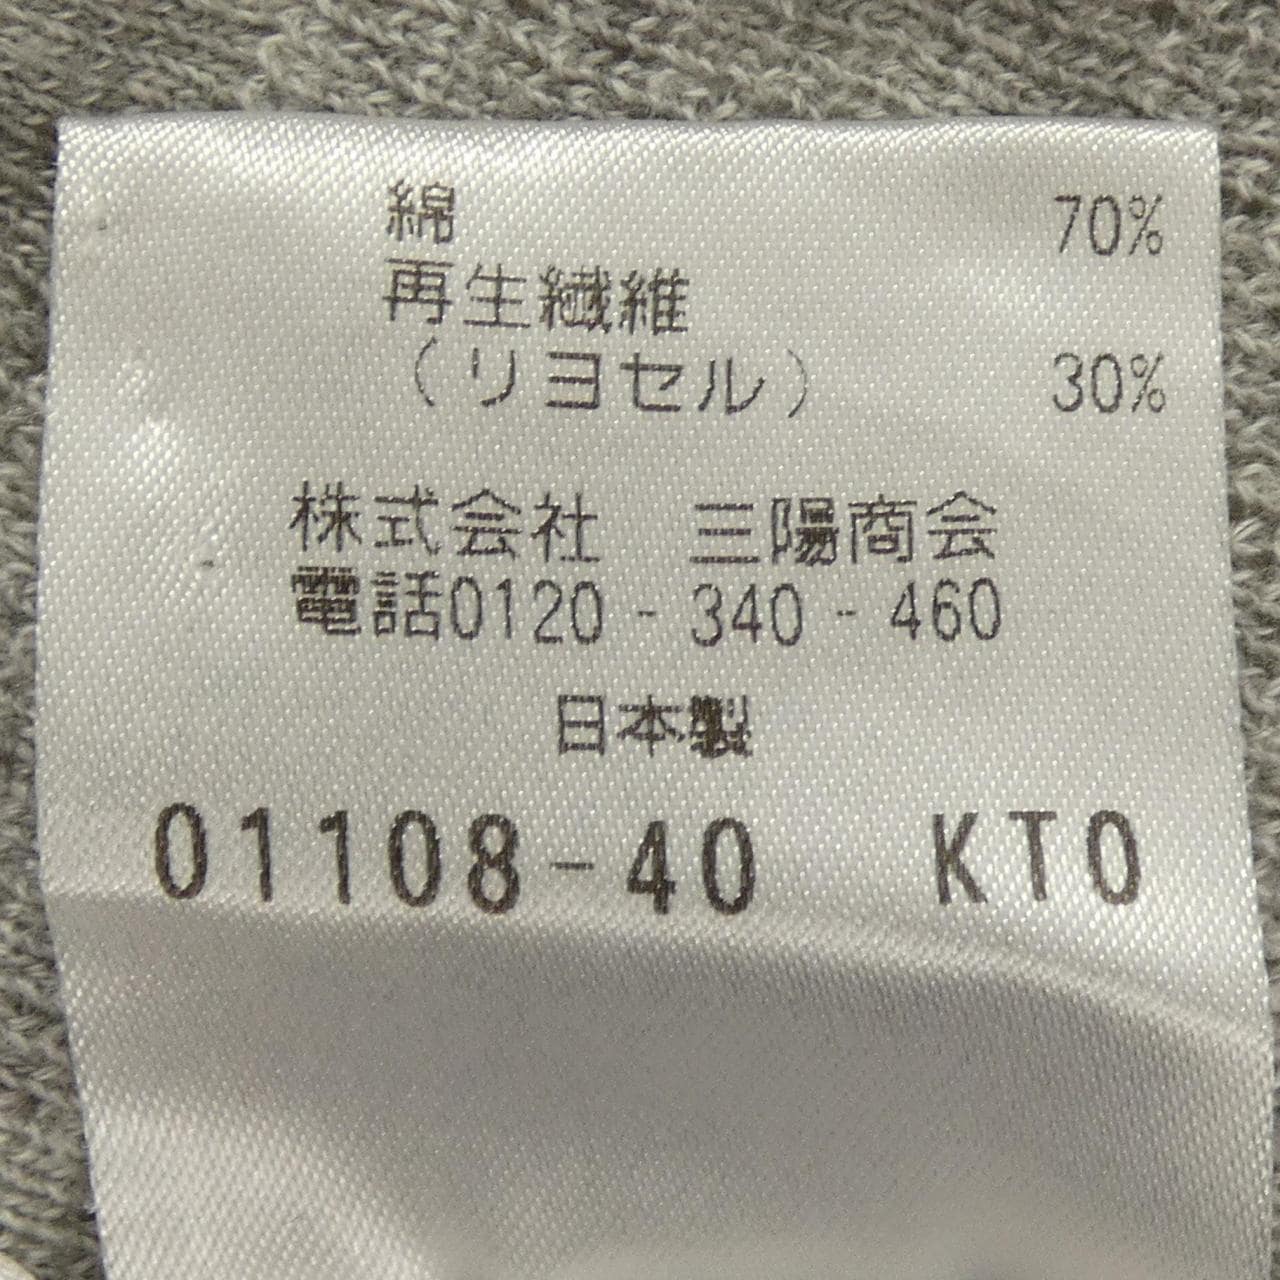 綿 70%
再生繊維
（リヨセル） 30%
株式会社 三陽商会
電話0120-340-460
日本製
01108-40 KTO